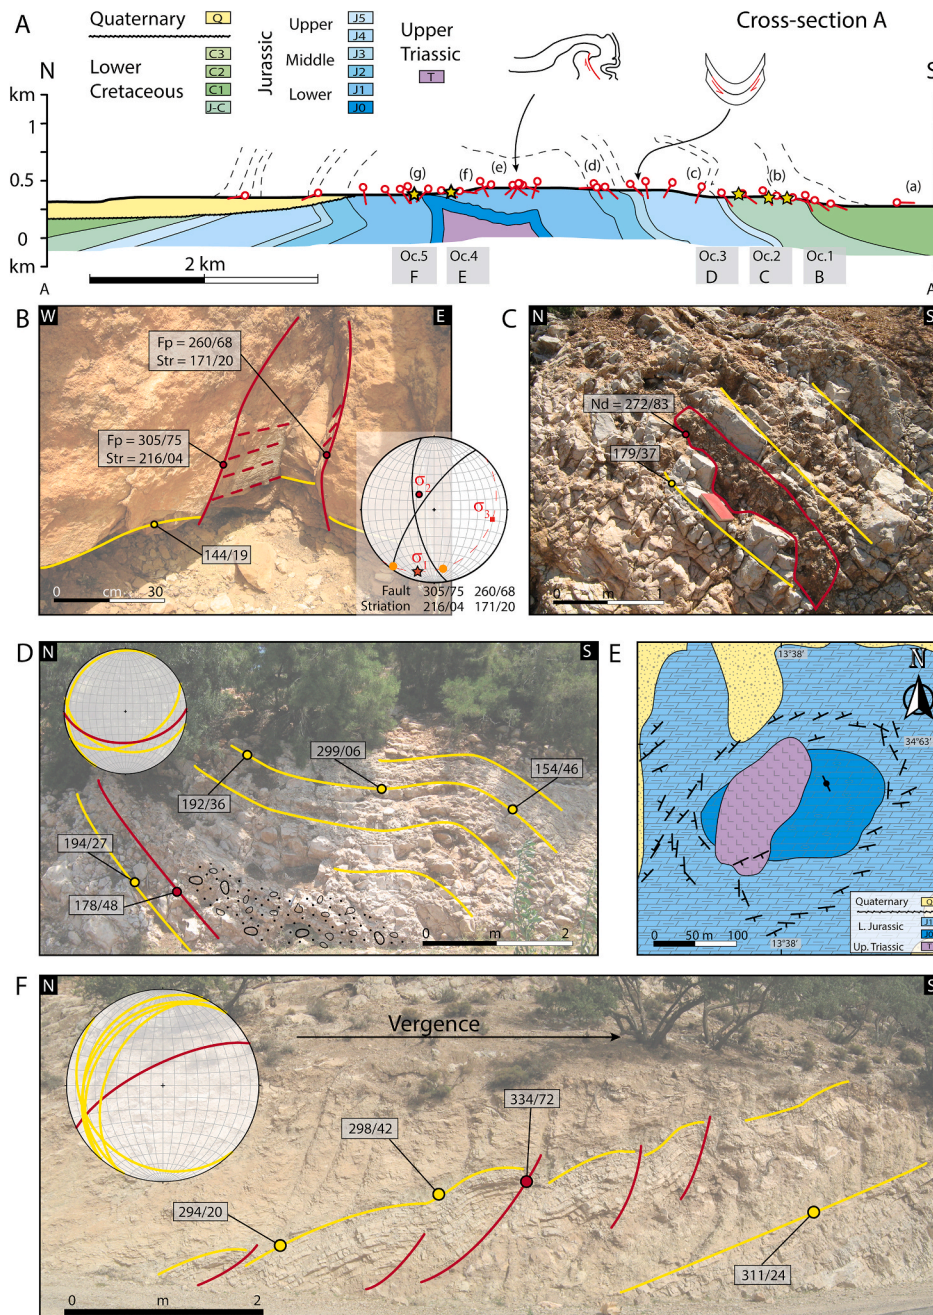 A
Quaternary
Q
Lower
Cretaceous
C3
C2
C1
J-C
Jurassic
Upper
Middle
Lower
J5
J4
J3
J2
J1
J0
Upper
Triassic
T
Cross-section A
N
S
km
1
0.5
0
km
(g)
(f)
(e)
(d)
(c)
(b)
(a)
2 km
Oc.5
F
Oc.4
E
Oc.3
D
Oc.2
C
Oc.1
B
A
A
B
W
E
Fp = 260/68
Str = 171/20
Fp = 305/75
Str = 216/04
144/19
0 cm 30
σ2
σ3
σ1
Fault 305/75 260/68
Striation 216/04 171/20
C
N
S
Nd = 272/83
179/37
0 m 1
D
N
S
299/06
154/46
192/36
194/27
178/48
0 m 2
E
13°38'
N
34°63'
0 50 m 100
13°38'
Quaternary Q
L. Jurassic J1
J0
Up. Triassic T
F
N
S
Vergence
334/72
298/42
294/20
311/24
0 m 2